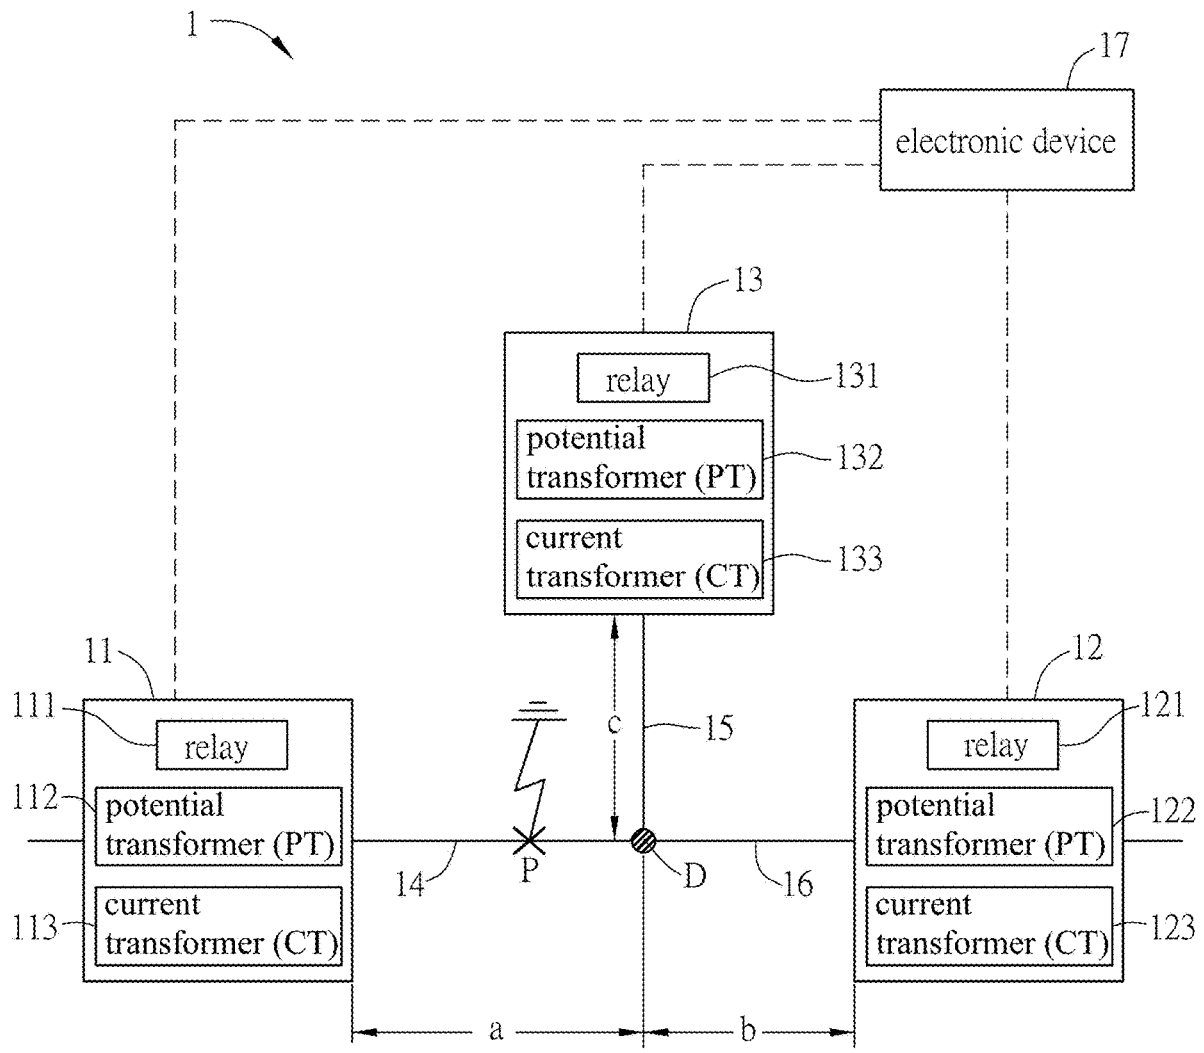 1
17
electronic device
13
relay
131
potential
transformer (PT)
132
current
transformer (CT)
133
11
12
111
relay
c
15
relay
121
112
potential
transformer (PT)
potential
transformer (PT)
122
14
P
D
16
113
current
transformer (CT)
current
transformer (CT)
123
a
b